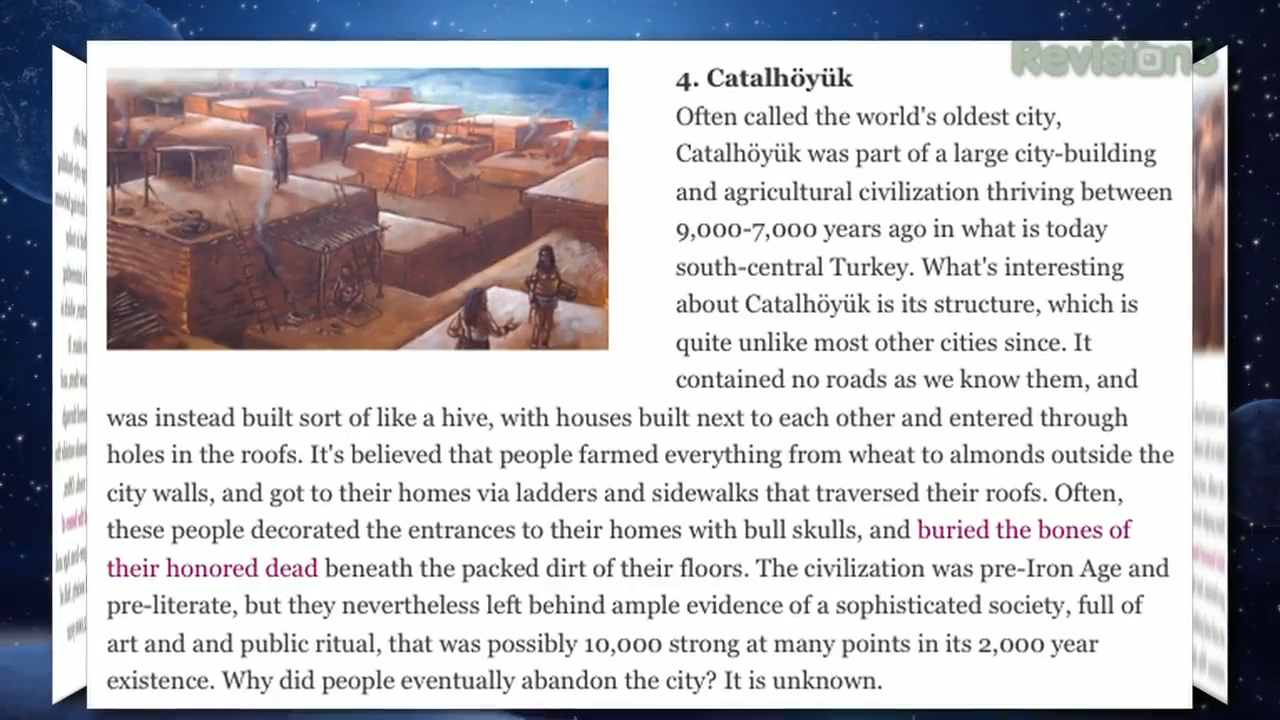 Revision3
4. Catalhöyük
Often called the world's oldest city,
Catalhöyük was part of a large city-building
and agricultural civilization thriving between
9,000-7,000 years ago in what is today
south-central Turkey. What's interesting
about Catalhöyük is its structure, which is
quite unlike most other cities since. It
contained no roads as we know them, and
was instead built sort of like a hive, with houses built next to each other and entered through
holes in the roofs. It's believed that people farmed everything from wheat to almonds outside the
city walls, and got to their homes via ladders and sidewalks that traversed their roofs. Often,
these people decorated the entrances to their homes with bull skulls, and buried the bones of
their honored dead beneath the packed dirt of their floors. The civilization was pre-Iron Age and
pre-literate, but they nevertheless left behind ample evidence of a sophisticated society, full of
art and and public ritual, that was possibly 10,000 strong at many points in its 2,000 year
existence. Why did people eventually abandon the city? It is unknown.